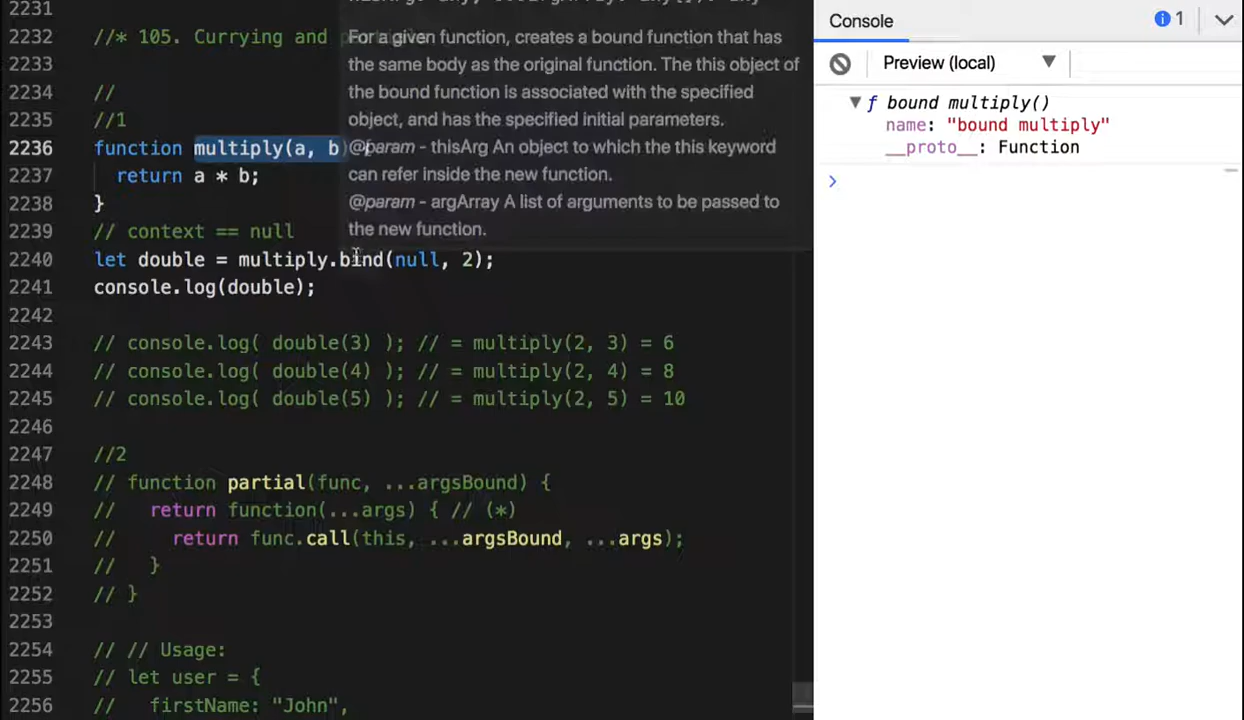 2231
2232 //* 105. Currying and
For a given function, creates a bound function that has
2233 the same body as the original function. The this object of
2234 // the bound function is associated with the specified
2235 //1 object, and has the specified initial parameters.
2236 function multiply(a, b) @param - thisArg An object to which the this keyword
2237 return a * b; can refer inside the new function.
2238 } @param - argArray A list of arguments to be passed to
2239 // context == null the new function.
2240 let double = multiply.bind(null, 2);
2241 console.log(double);
2242
2243 // console.log( double(3) ); // = multiply(2, 3) = 6
2244 // console.log( double(4) ); // = multiply(2, 4) = 8
2245 // console.log( double(5) ); // = multiply(2, 5) = 10
2246
2247 //2
2248 // function partial(func, ...argsBound) {
2249 // return function(...args) { // (*)
2250 // return func.call(this, ...argsBound, ...args);
2251 // }
2252 // }
2253
2254 // // Usage:
2255 // let user = {
2256 // firstName: "John",
Console
1
Preview (local)
f bound multiply()
name: "bound multiply"
__proto__: Function